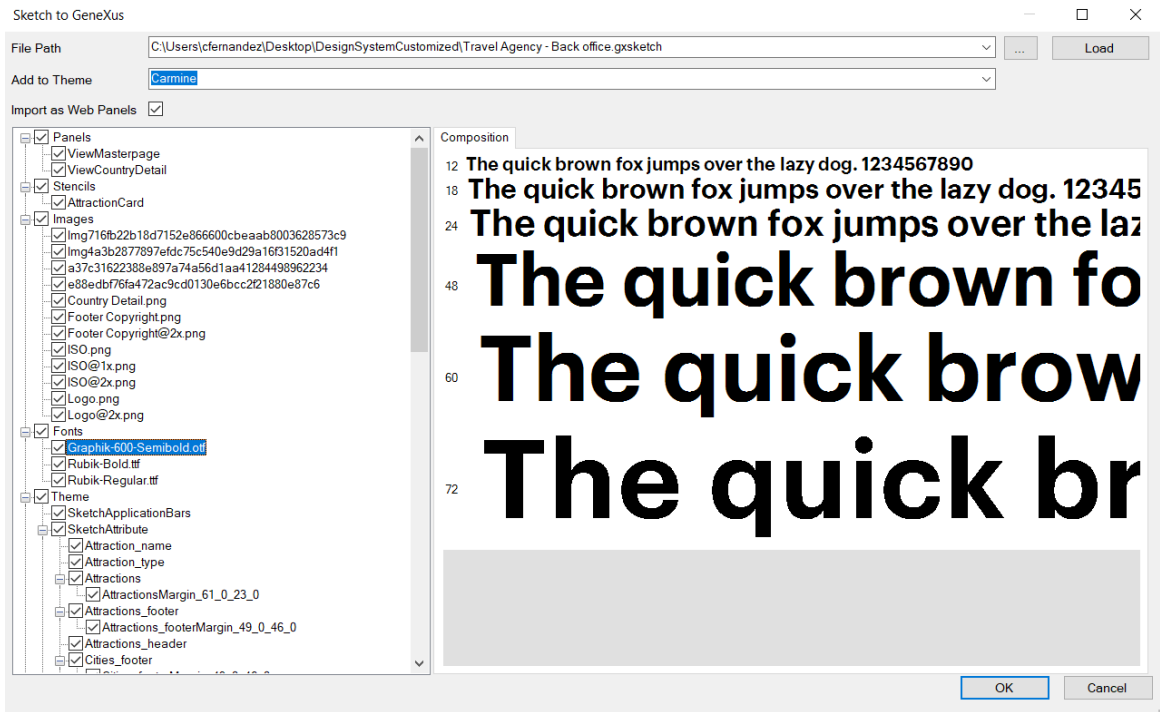 Sketch to GeneXus
File Path
C:\Users\cfernandez\Desktop\DesignSystemCustomized\Travel Agency - Back office.gxsketch
...
Load
Add to Theme
Carmine
Import as Web Panels
Panels
ViewMasterpage
ViewCountryDetail
Stencils
AttractionCard
Images
Img716fb22b18d7152e866600cbeaab8003628573c9
Img4a3b2877897efdc75c540e9d29a16f31520ad4f1
a37c31622388e897a74a56d1aa41284498962234
e88edbf76fa472ac9cd0130e6bcc2f21880e87c6
Country Detail.png
Footer Copyright.png
Footer Copyright@2x.png
ISO.png
ISO@1x.png
ISO@2x.png
Logo.png
Logo@2x.png
Fonts
Graphik-600-Semibold.otf
Rubik-Bold.ttf
Rubik-Regular.ttf
Theme
SketchApplicationBars
SketchAttribute
Attraction_name
Attraction_type
Attractions
AttractionsMargin_61_0_23_0
Attractions_footer
Attractions_footerMargin_49_0_46_0
Attractions_header
Cities_footer
Composition
12 The quick brown fox jumps over the lazy dog. 1234567890
18 The quick brown fox jumps over the lazy dog. 12345
24 The quick brown fox jumps over the laz
48 The quick brown fo
60 The quick brow
72 The quick br
OK
Cancel